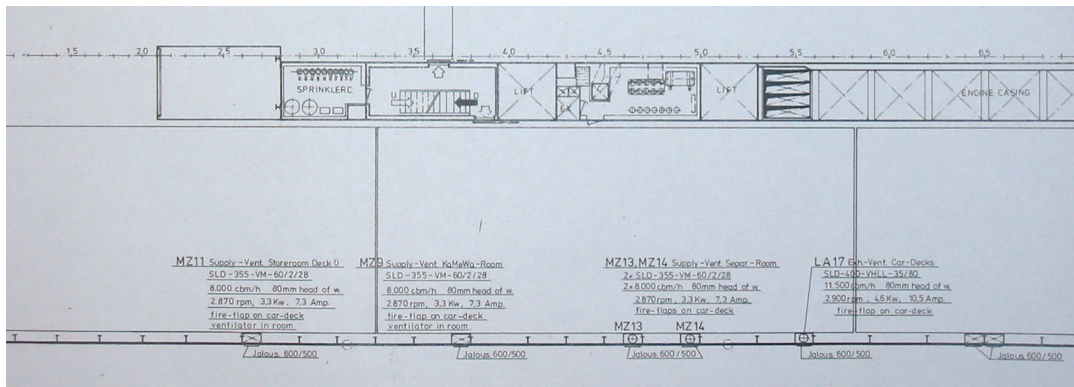 1,5 2,0 2,5 3,0 3,5 4,0 4,5 5,0 5,5 6,0 6,5
SPRINKLERC.
LIFT
LIFT
ENGINE CASING
MZ11 Supply-Vent. Storeroom Deck 0
SLD-355-VM-60/2/28
8.000 cbm/h 80mm head of w.
2.870 rpm, 3,3 Kw, 7,3 Amp.
fire-flap on car-deck
ventilator in room
MZ9 Supply-Vent. KaMeWa-Room
SLD-355-VM-60/2/28
8.000 cbm/h 80mm head of w.
2.870 rpm, 3,3 Kw, 7,3 Amp.
fire-flap on car-deck
ventilator in room
MZ13, MZ14 Supply-Vent. Separ.-Room
2x SLD-355-VM-60/2/28
2x 8.000 cbm/h 80mm head of w.
2.870 rpm, 3,3 Kw, 7,3 Amp.
fire-flaps on car-deck
LA17 Exh-Vent. Car-Decks
SLD-400-VHLL-35/80
11.500 cbm/h 80mm head of w.
2.900 rpm, 4,6 Kw, 10,5 Amp.
fire-flap on car-deck
MZ13 MZ14
Jalous. 600/500
Jalous. 600/500
Jalous. 600/500
Jalous. 600/500
Jalous. 600/500